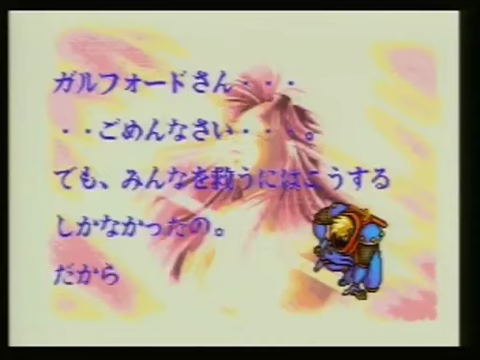 ガルフォードさん・・・
・・ごめんなさい・・・。
でも、みんなを救うにはこうする
しかなかったの。
だから